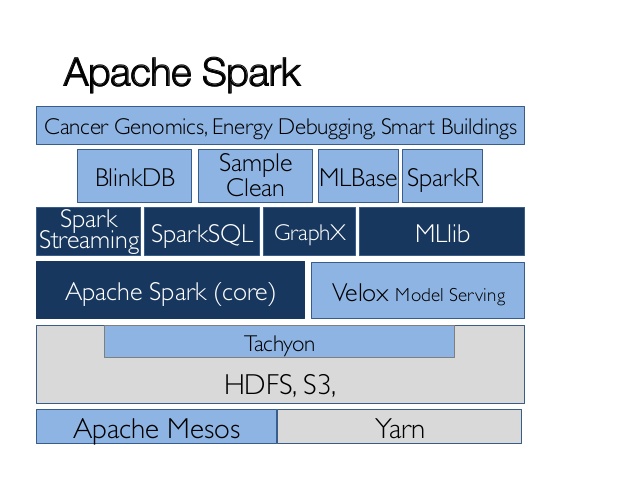 Apache Spark
Cancer Genomics, Energy Debugging, Smart Buildings
BlinkDB
Sample
Clean
MLBase
SparkR
Spark
Streaming
SparkSQL
GraphX
MLlib
Apache Spark (core)
Velox Model Serving
Tachyon
HDFS, S3,
Apache Mesos
Yarn